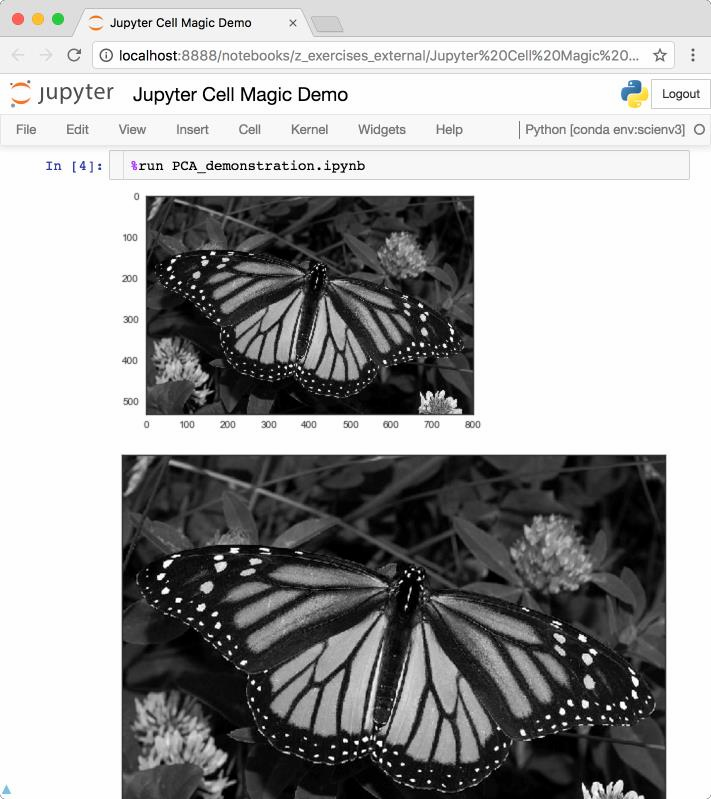 Jupyter Cell Magic Demo
localhost:8888/notebooks/z_exercises_external/Jupyter%20Cell%20Magic%20...
jupyter Jupyter Cell Magic Demo Logout
File Edit View Insert Cell Kernel Widgets Help Python [conda env:scienv3]
In [4]: %run PCA_demonstration.ipynb
0
100
200
300
400
500
0 100 200 300 400 500 600 700 800